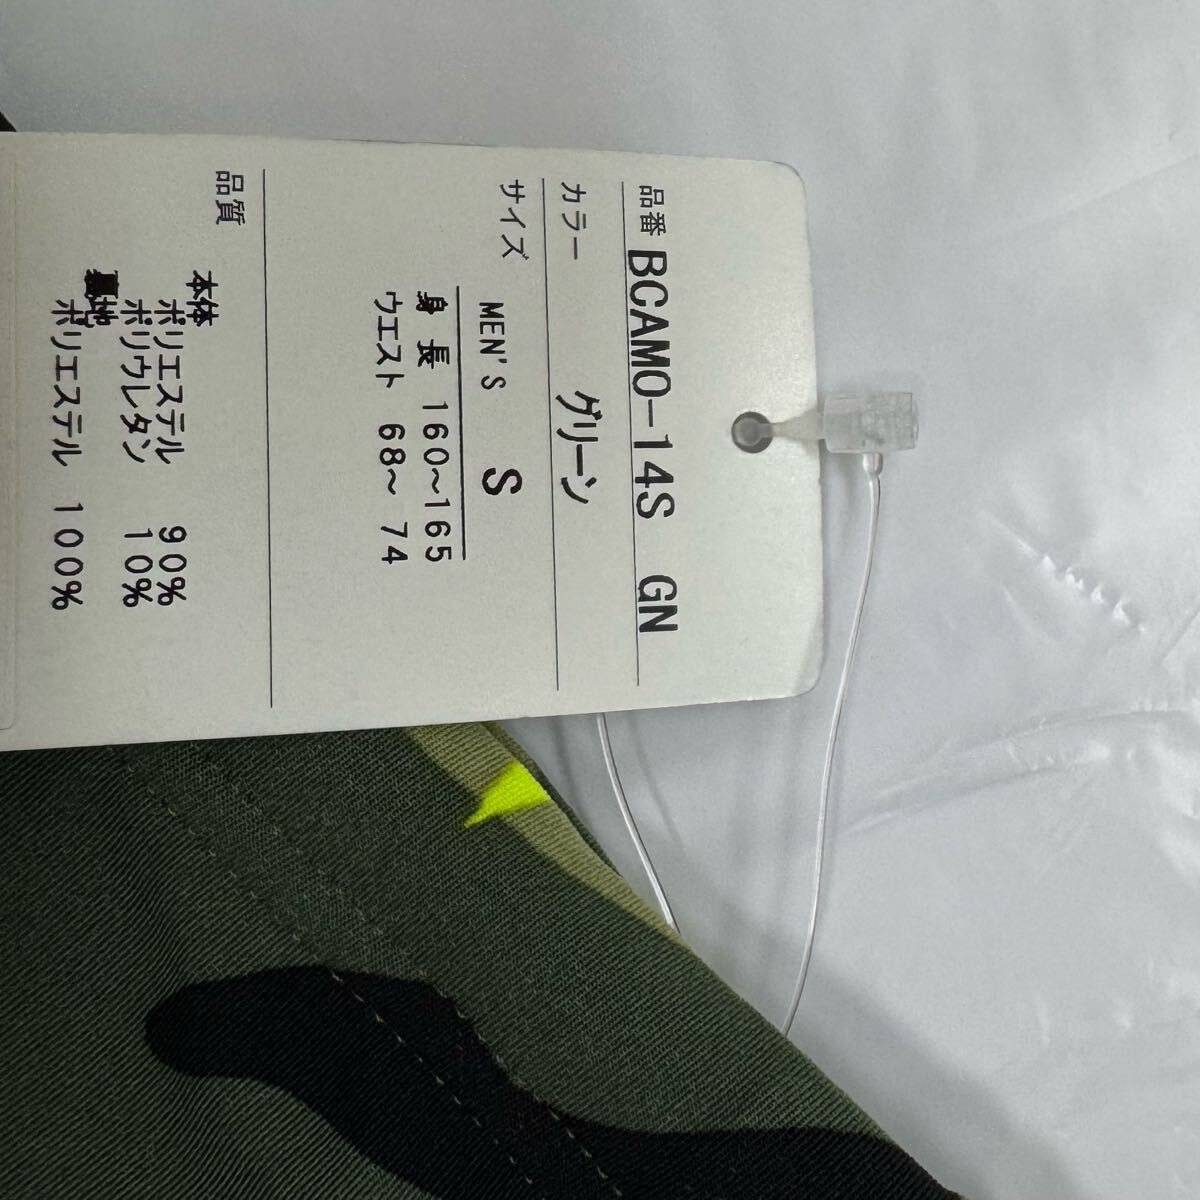 品番 BCAMO-14S GN
カラー グリーン
サイズ MEN'S S
身長 160〜165
ウエスト 68〜 74
品質
本体
ポリエステル 90%
ポリウレタン 10%
裏地
ポリエステル 100%